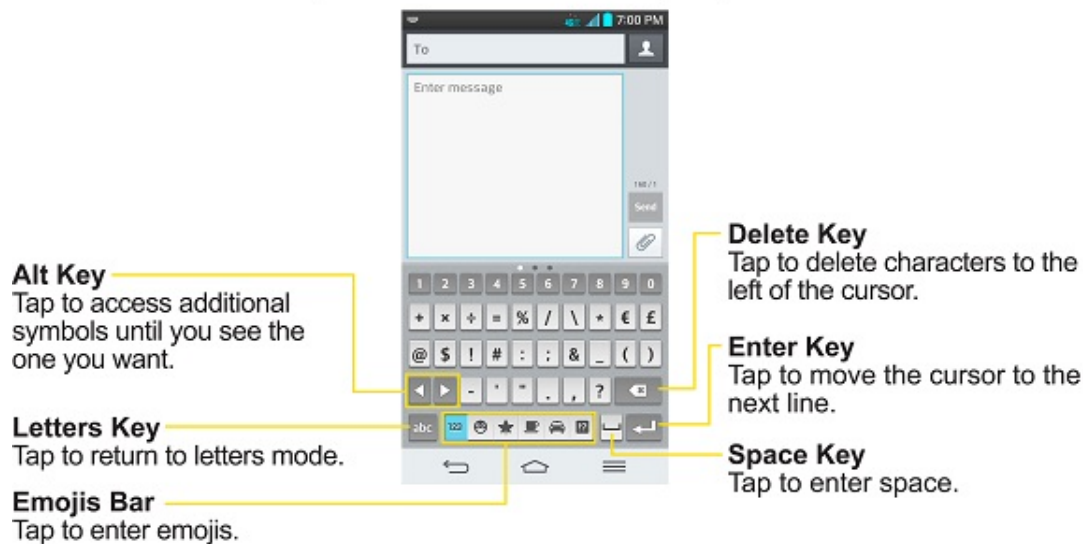 7:00 PM
To
Enter message
160/1
Send
Alt Key
Tap to access additional
symbols until you see the
one you want.
Letters Key
Tap to return to letters mode.
Emojis Bar
Tap to enter emojis.
1 2 3 4 5 6 7 8 9 0
+ × ÷ = % / \ * € £
@ $ ! # : ; & _ ( )
- ' " . , ?
abc 123
Delete Key
Tap to delete characters to the
left of the cursor.
Enter Key
Tap to move the cursor to the
next line.
Space Key
Tap to enter space.